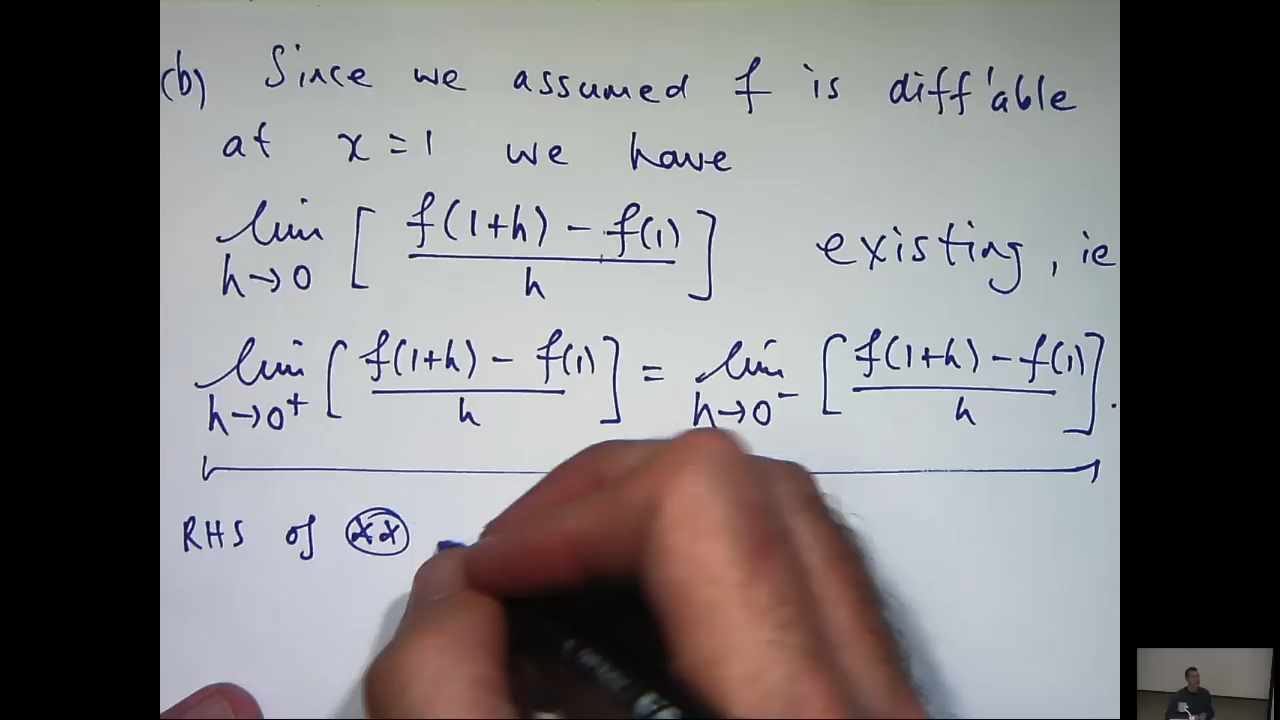 (b) Since we assumed f is diff'able
at x = 1 we have
lim h→0 [ f(1+h) − f(1) / h ] existing, ie
lim h→0⁺ [ f(1+h) − f(1) / h ] = lim h→0⁻ [ f(1+h) − f(1) / h ].
RHS of (**)